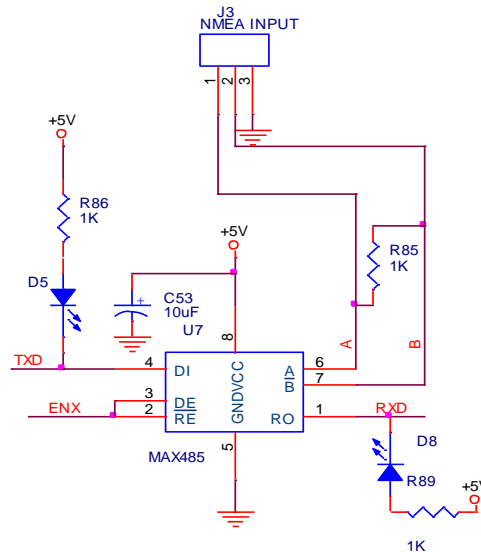 J3
NMEA INPUT
1
2
3
+5V
R86
1K
+5V
R85
1K
D5
C53
10uF
+
U7
A
B
TXD
8
4
DI
A
6
B
7
3
DE
GNDVCC
ENX
2
RE
RO
1
RXD
MAX485
5
D8
R89
+5V
1K